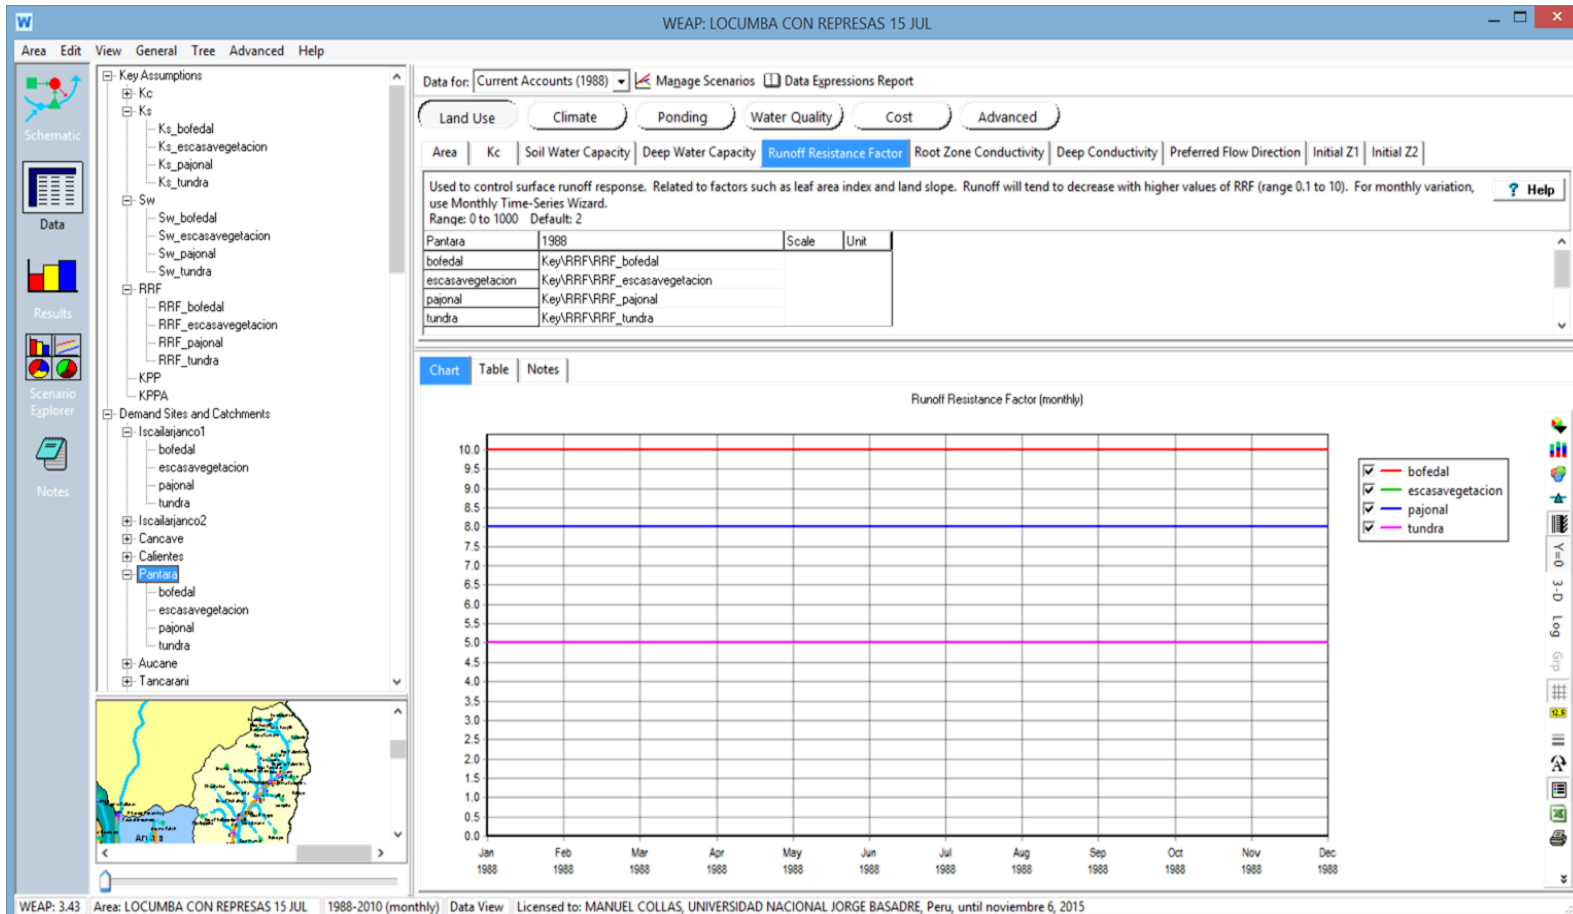 WEAP: LOCUMBA CON REPRESAS 15 JUL
Area Edit View General Tree Advanced Help
Schematic
Data
Results
Scenario
Explorer
Notes
Key Assumptions
Kc
Ks
Ks_bofedal
Ks_escasavegetacion
Ks_pajonal
Ks_tundra
Sw
Sw_bofedal
Sw_escasavegetacion
Sw_pajonal
Sw_tundra
RRF
RRF_bofedal
RRF_escasavegetacion
RRF_pajonal
RRF_tundra
KPP
KPPA
Demand Sites and Catchments
Iscailarjanco1
bofedal
escasavegetacion
pajonal
tundra
Iscailarjanco2
Cancave
Calientes
Pantara
bofedal
escasavegetacion
pajonal
tundra
Aucane
Tancarani
Data for: Current Accounts (1988) Manage Scenarios Data Expressions Report
Land Use Climate Ponding Water Quality Cost Advanced
Area Kc Soil Water Capacity Deep Water Capacity Runoff Resistance Factor Root Zone Conductivity Deep Conductivity Preferred Flow Direction Initial Z1 Initial Z2
Used to control surface runoff response. Related to factors such as leaf area index and land slope. Runoff will tend to decrease with higher values of RRF (range 0.1 to 10). For monthly variation,
use Monthly Time-Series Wizard.
Range: 0 to 1000 Default: 2
? Help
Pantara 1988 Scale Unit
bofedal Key\RRF\RRF_bofedal
escasavegetacion Key\RRF\RRF_escasavegetacion
pajonal Key\RRF\RRF_pajonal
tundra Key\RRF\RRF_tundra
Chart Table Notes
Runoff Resistance Factor (monthly)
10.0
9.5
9.0
8.5
8.0
7.5
7.0
6.5
6.0
5.5
5.0
4.5
4.0
3.5
3.0
2.5
2.0
1.5
1.0
0.5
0.0
Jan Feb Mar Apr May Jun Jul Aug Sep Oct Nov Dec
1988 1988 1988 1988 1988 1988 1988 1988 1988 1988 1988 1988
bofedal
escasavegetacion
pajonal
tundra
Y=0
3-D
Log
Grp
WEAP: 3.43 Area: LOCUMBA CON REPRESAS 15 JUL 1988-2010 (monthly) Data View Licensed to: MANUEL COLLAS, UNIVERSIDAD NACIONAL JORGE BASADRE, Peru, until noviembre 6, 2015